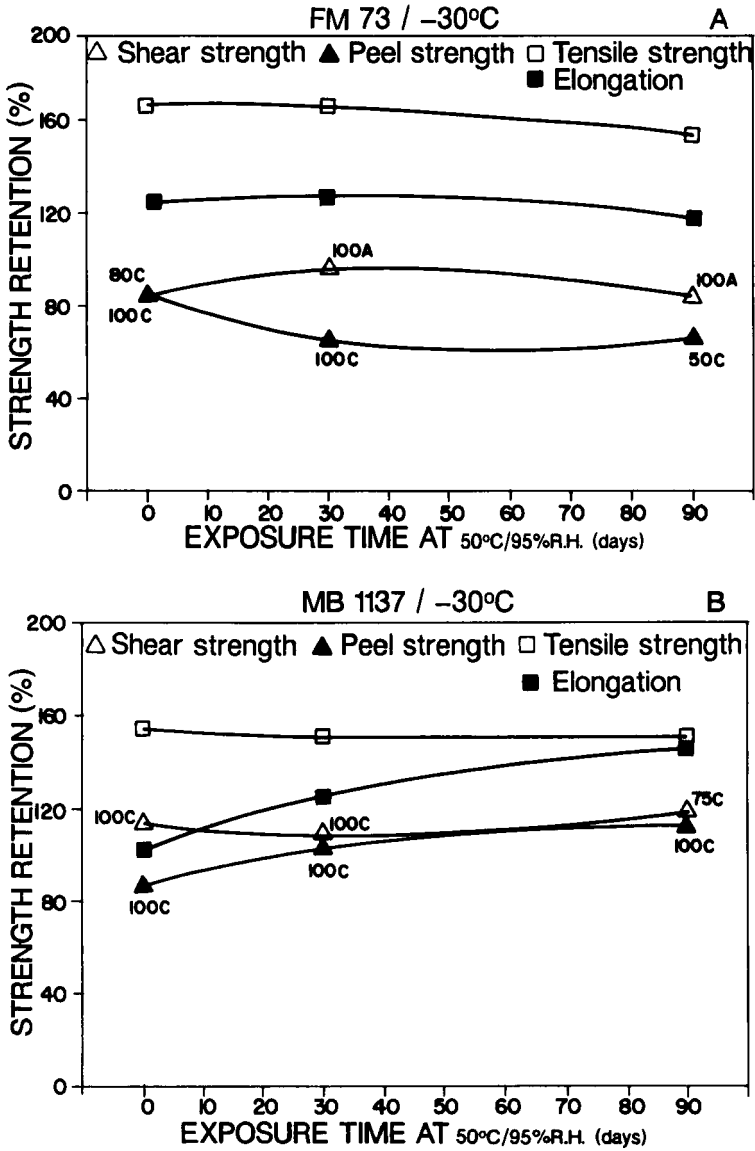 FM 73 / -30°C A
△ Shear strength ▲ Peel strength □ Tensile strength
■ Elongation
STRENGTH RETENTION (%)
200
160
120
80
40
0
80C
100C
100A
100C
100A
50C
0 10 20 30 40 50 60 70 80 90
EXPOSURE TIME AT 50°C/95%R.H. (days)
MB 1137 / -30°C B
△ Shear strength ▲ Peel strength □ Tensile strength
■ Elongation
STRENGTH RETENTION (%)
200
160
120
80
40
0
100C
100C
100C
100C
75C
100C
0 10 20 30 40 50 60 70 80 90
EXPOSURE TIME AT 50°C/95%R.H. (days)